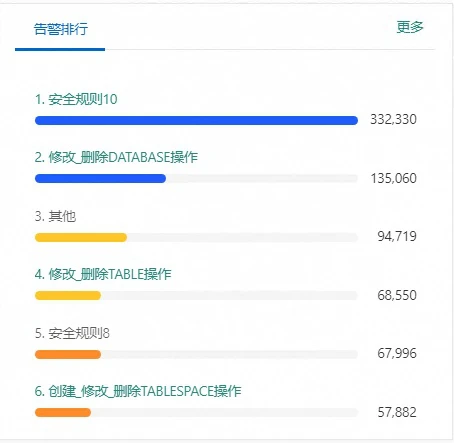 告警排行
更多
1. 安全规则10
332,330
2. 修改_删除DATABASE操作
135,060
3. 其他
94,719
4. 修改_删除TABLE操作
68,550
5. 安全规则8
67,996
6. 创建_修改_删除TABLESPACE操作
57,882